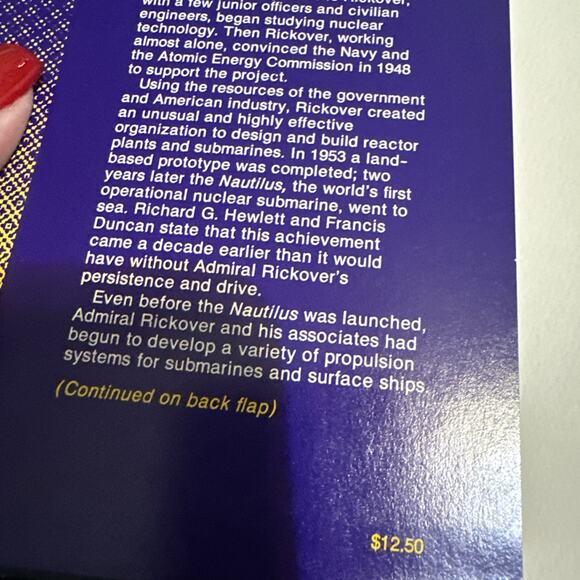 with a few junior officers and civilian
engineers, began studying nuclear
technology. Then Rickover, working
almost alone, convinced the Navy and
the Atomic Energy Commission in 1948
to support the project.
Using the resources of the government
and American industry, Rickover created
an unusual and highly effective
organization to design and build reactor
plants and submarines. In 1953 a land-
based prototype was completed; two
years later the Nautilus, the world's first
operational nuclear submarine, went to
sea. Richard G. Hewlett and Francis
Duncan state that this achievement
came a decade earlier than it would
have without Admiral Rickover's
persistence and drive.
Even before the Nautilus was launched,
Admiral Rickover and his associates had
begun to develop a variety of propulsion
systems for submarines and surface ships
(Continued on back flap)
$12.50